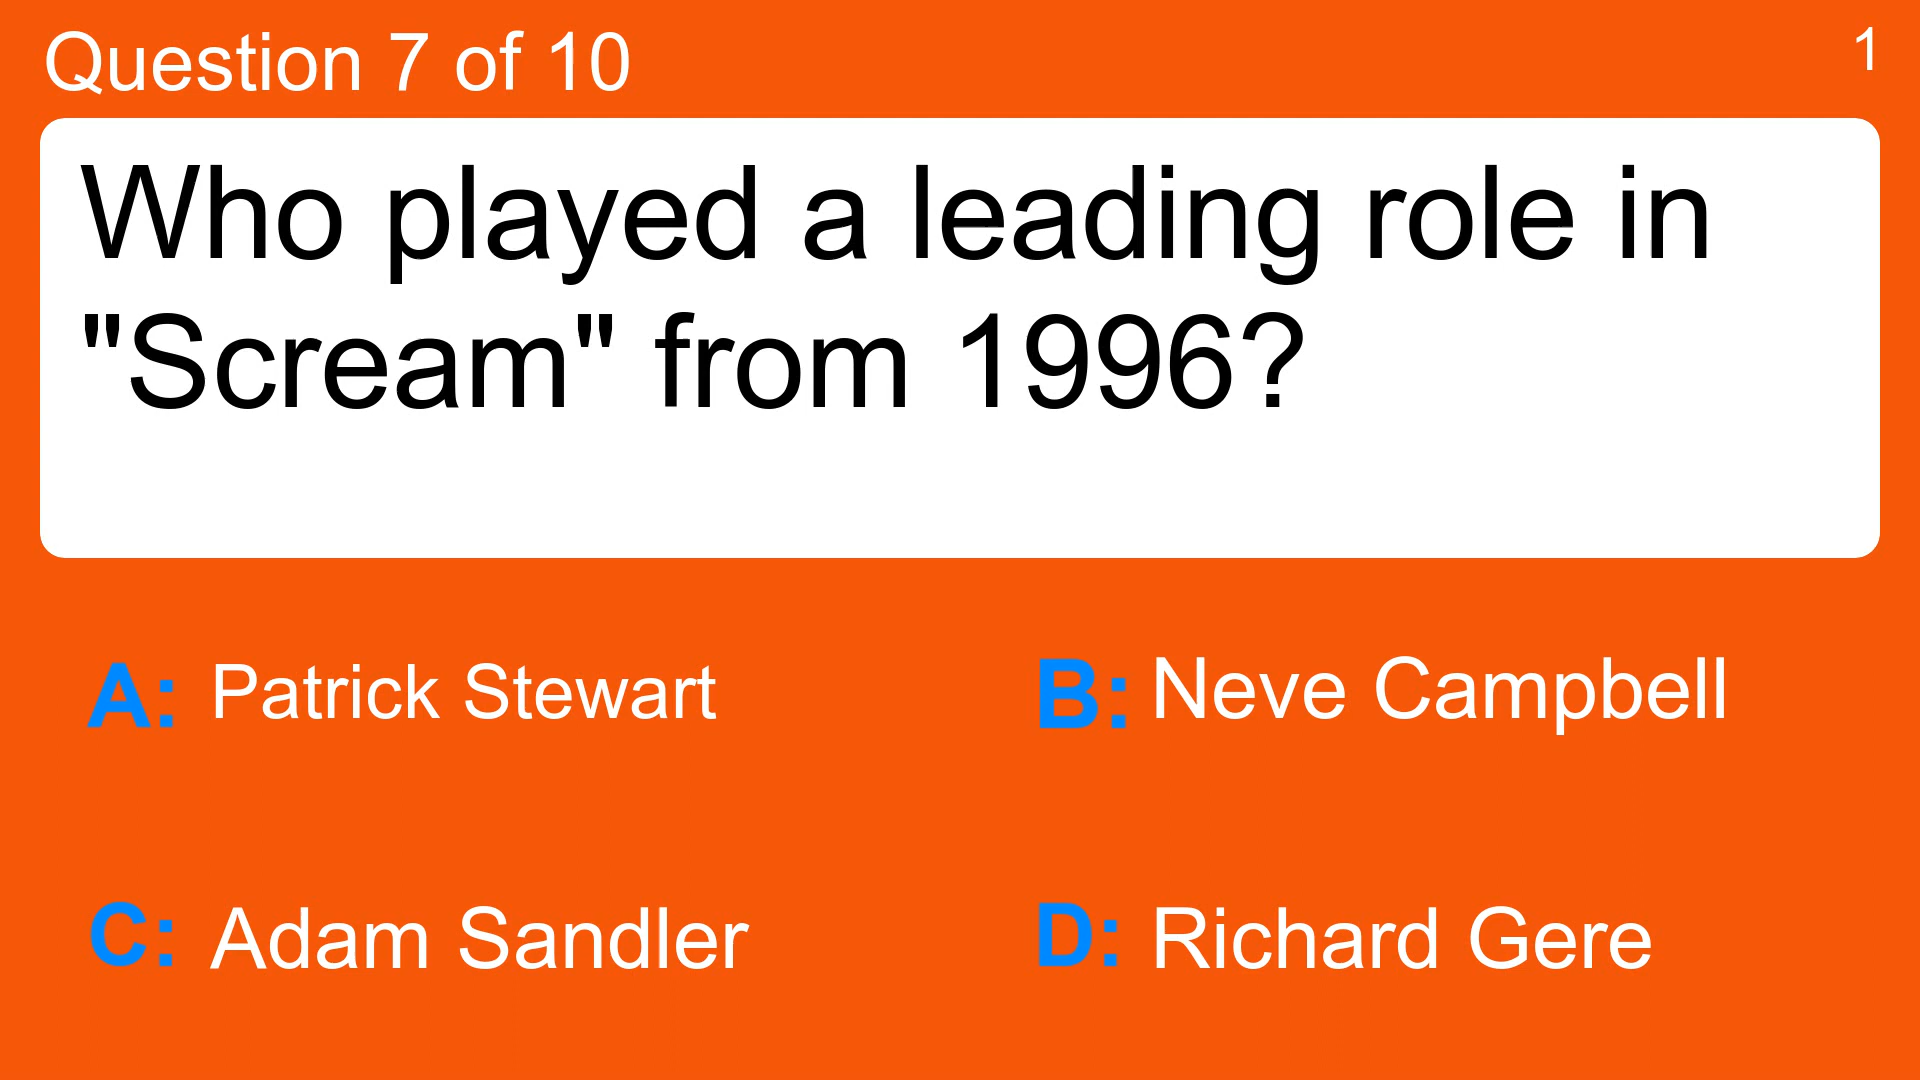 Question 7 of 10
1
Who played a leading role in
"Scream" from 1996?
A: Patrick Stewart
B: Neve Campbell
C: Adam Sandler
D: Richard Gere